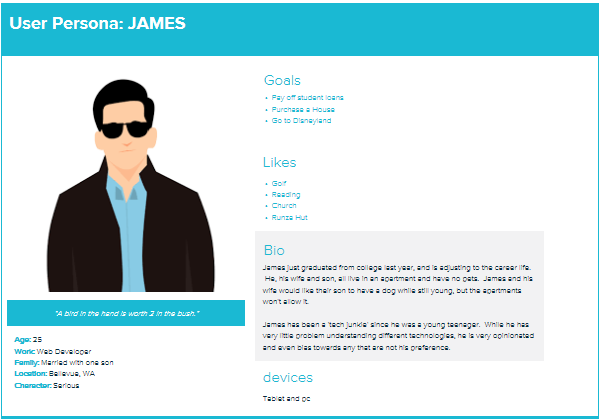 User Persona: JAMES
Goals
• Pay off student loans
• Purchase a House
• Go to Disneyland
Likes
• Golf
• Reading
• Church
• Runza Hut
Bio
James just graduated from college last year, and is adjusting to the career life.
He, his wife and son, all live in an apartment and have no pets. James and his
wife would like their son to have a dog while still young, but the apartments
won't allow it.
James has been a 'tech junkie' since he was a young teenager. While he has
very little problem understanding different technologies, he is very opinionated
and even bias towards any that are not his preference.
devices
Tablet and pc
"A bird in the hand is worth 2 in the bush."
Age: 25
Work: Web Developer
Family: Married with one son
Location: Bellevue, WA
Character: Serious